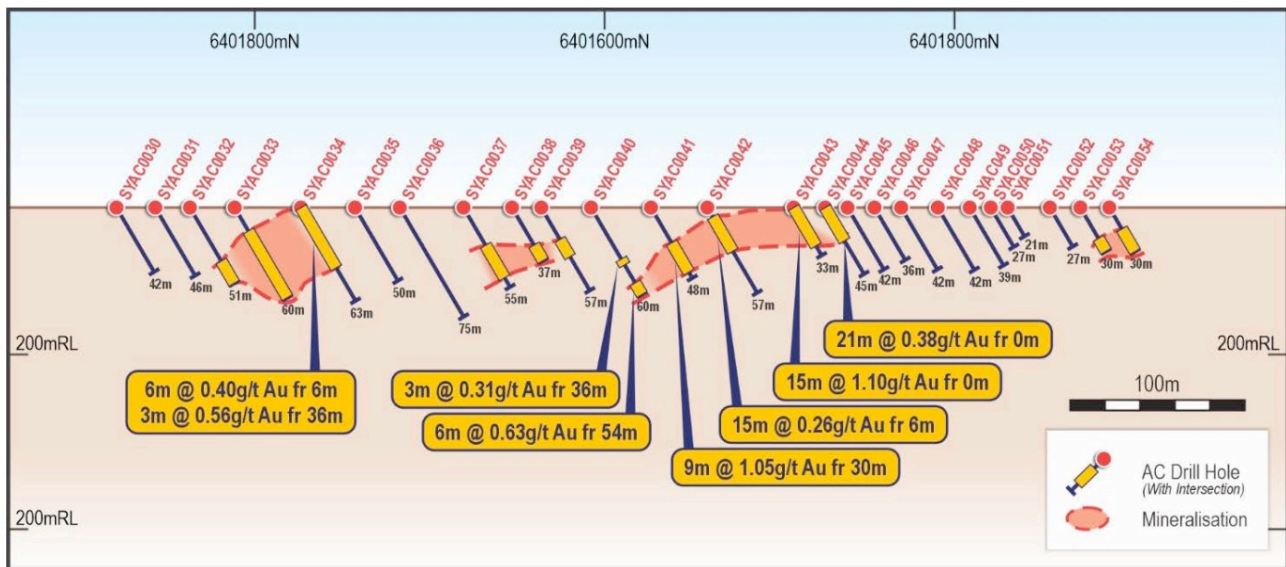 6401800mN
6401600mN
6401800mN
SYAC0030
SYAC0031
SYAC0032
SYAC0033
SYAC0034
SYAC0035
SYAC0036
SYAC0037
SYAC0038
SYAC0039
SYAC0040
SYAC0041
SYAC0042
SYAC0043
SYAC0044
SYAC0045
SYAC0046
SYAC0047
SYAC0048
SYAC0049
SYAC0050
SYAC0051
SYAC0052
SYAC0053
SYAC0054
42m
46m
51m
60m
63m
50m
75m
55m
37m
57m
60m
48m
57m
33m
45m
42m
36m
42m
42m
39m
27m
21m
27m
30m
30m
200mRL
200mRL
21m @ 0.38g/t Au fr 0m
6m @ 0.40g/t Au fr 6m
3m @ 0.56g/t Au fr 36m
3m @ 0.31g/t Au fr 36m
15m @ 1.10g/t Au fr 0m
6m @ 0.63g/t Au fr 54m
15m @ 0.26g/t Au fr 6m
9m @ 1.05g/t Au fr 30m
100m
AC Drill Hole
(With Intersection)
Mineralisation
200mRL